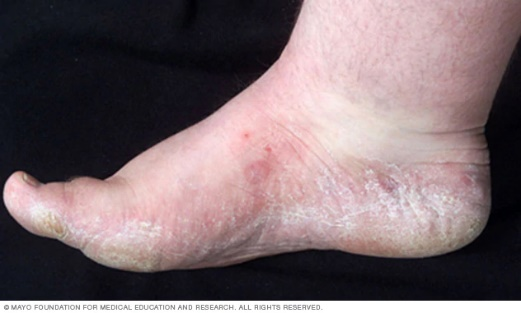 © MAYO FOUNDATION FOR MEDICAL EDUCATION AND RESEARCH. ALL RIGHTS RESERVED.